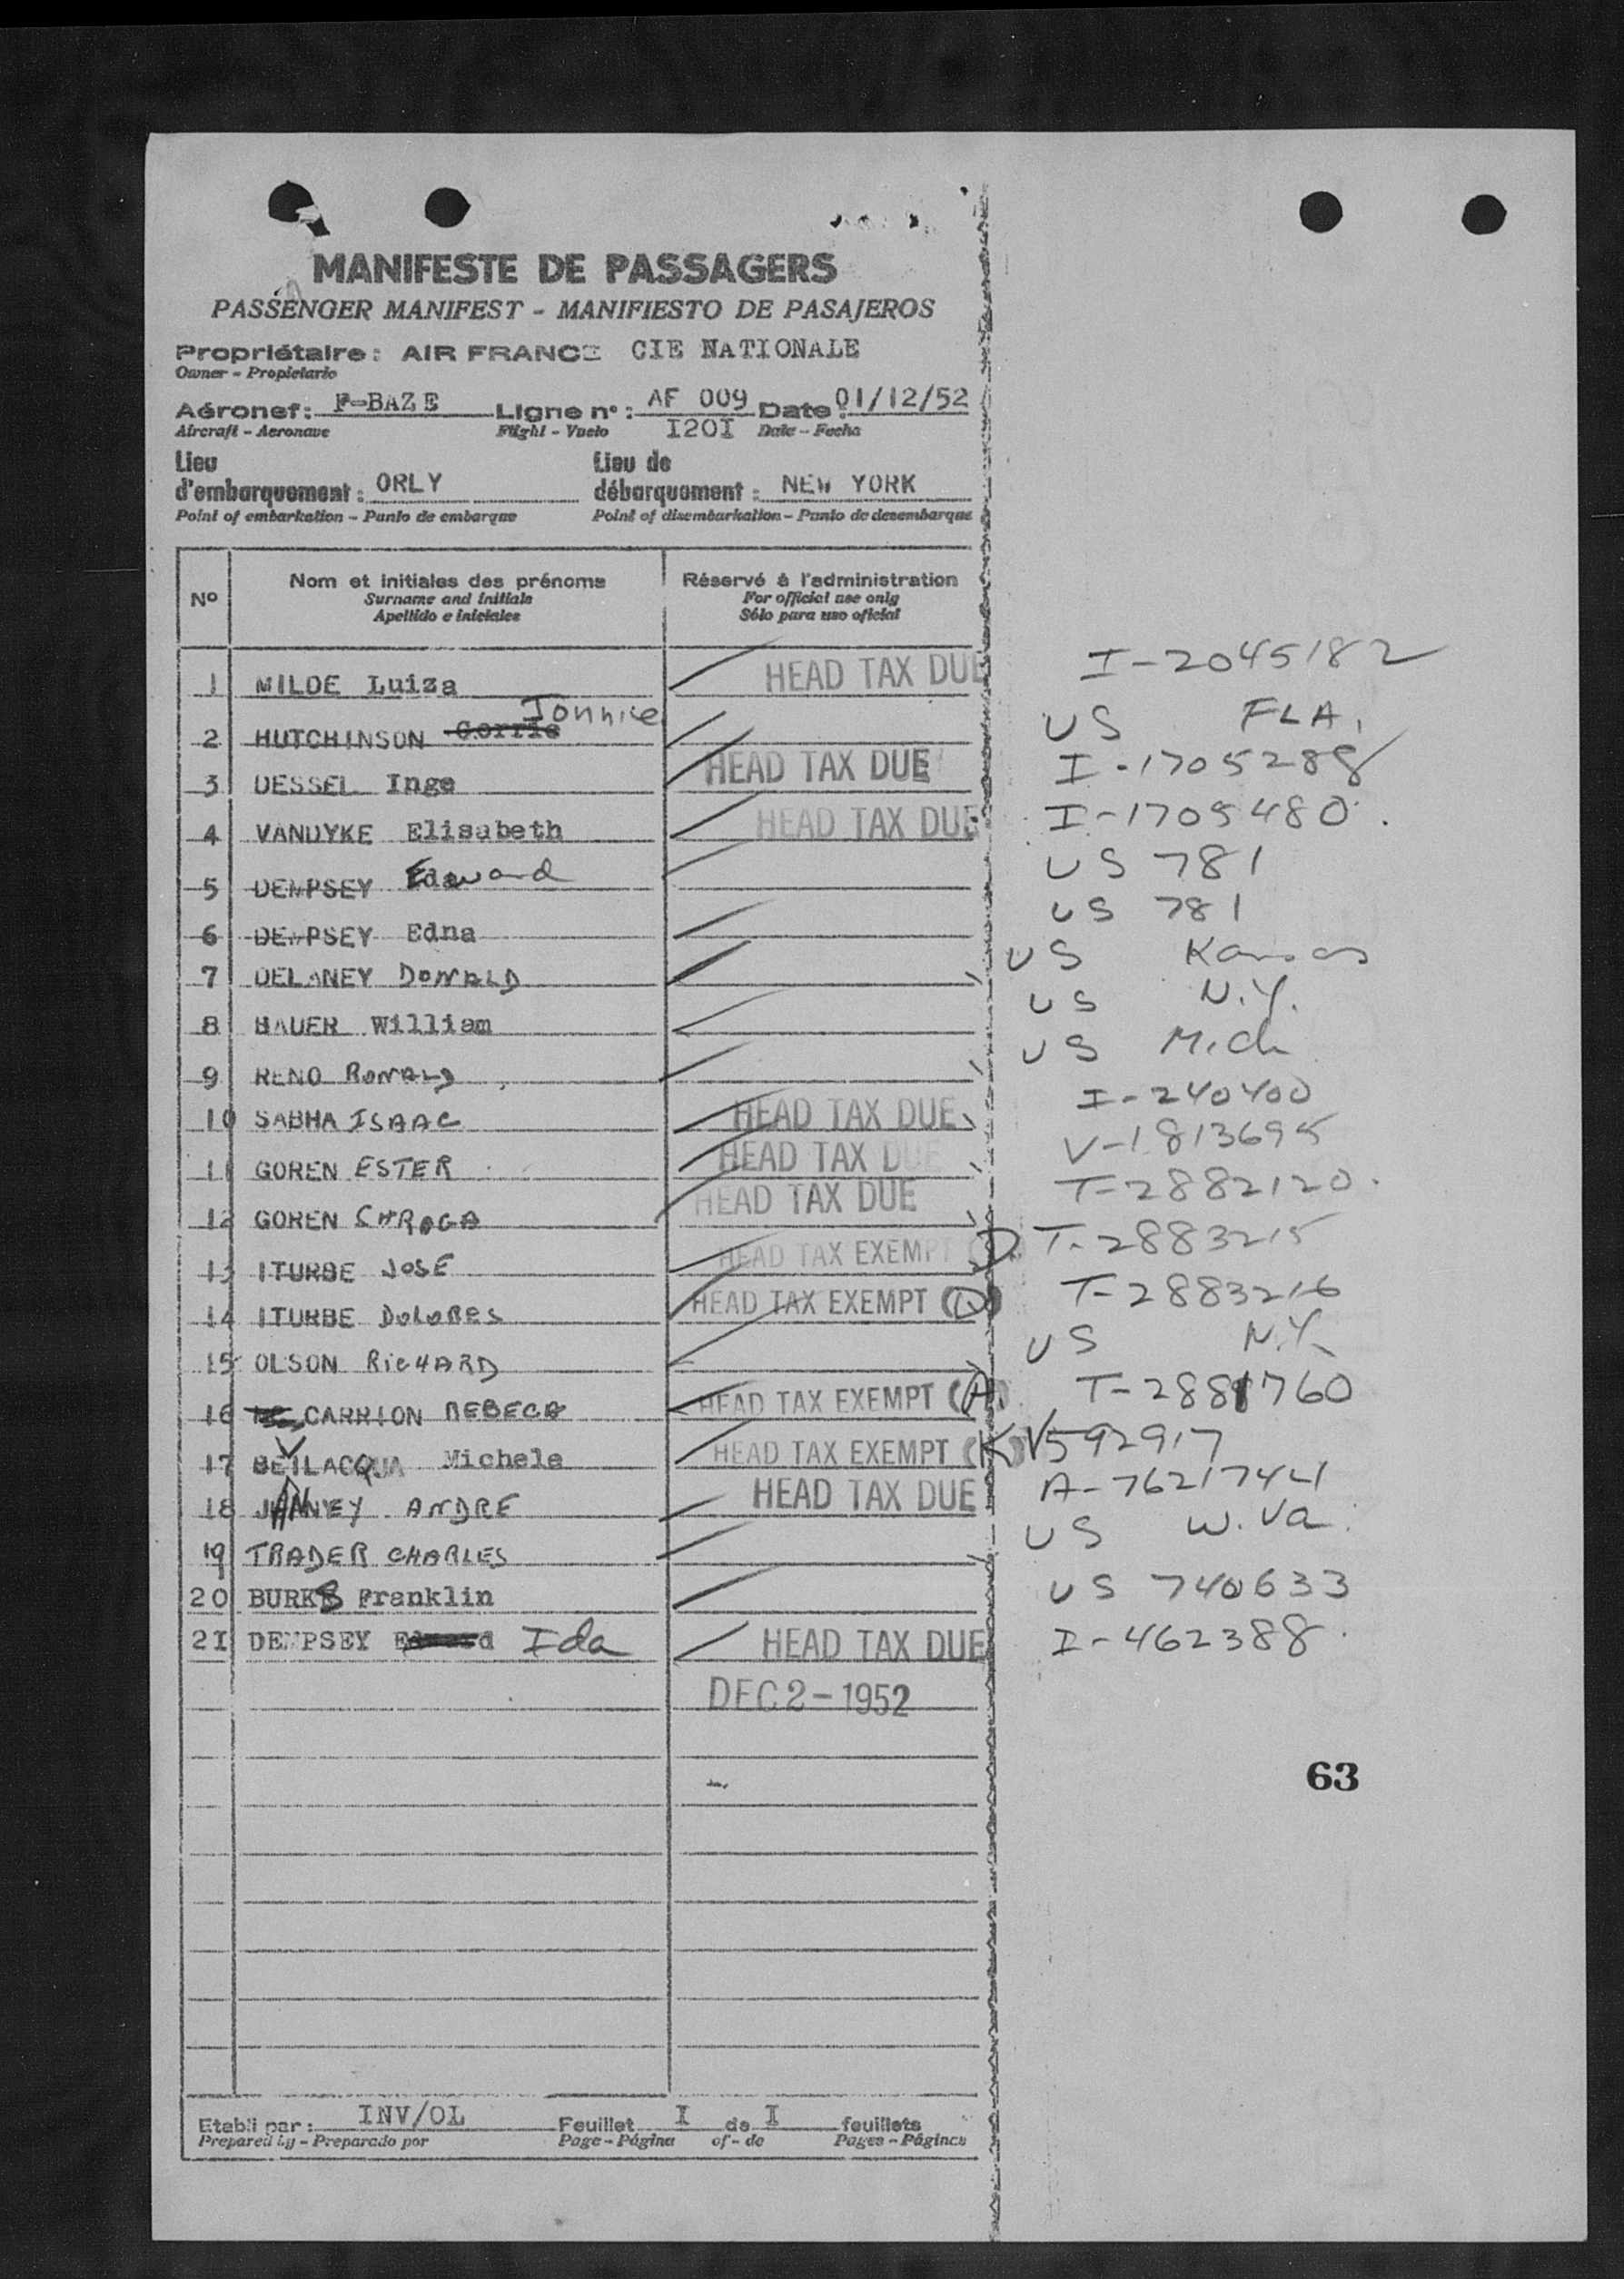 MANIFESTE DE PASSAGERS
PASSENGER MANIFEST - MANIFIESTO DE PASAJEROS
Propriétaire: AIR FRANCE CIE NATIONALE
Owner - Propietario
Aéronef: F-BAZE Ligne n°: AF 009 Date: 01/12/52
Aircraft - Aeronave Flight - Vuelo I20I Date - Fecha
Lieu d'embarquement: ORLY Lieu de débarquement: NEW YORK
Point of embarkation - Punto de embarque Point of disembarkation - Punto de desembarque
N° Nom et initiales des prénoms Réservé à l'administration
Surname and initials For official use only
Apellido e iniciales Sólo para uso oficial
1 MILDE Luiza HEAD TAX DUE I-2045182
2 HUTCHINSON Corrie Jonnie US FLA.
3 DESSEL Inge HEAD TAX DUE I-1705288
4 VANDYKE Elisabeth HEAD TAX DUE I-1705480.
5 DEMPSEY Edward US 781
6 DEMPSEY Edna US 781
7 DELANEY DONALD US Kansas
8 BAUER William US N.Y.
9 RENO RONALD US Mich
10 SABHA ISAAC HEAD TAX DUE I-240400
11 GOREN ESTER HEAD TAX DUE V-1813695
12 GOREN SHRAGA HEAD TAX DUE T-2882120.
13 ITURBE JOSE HEAD TAX EXEMPT (D) T-2883215
14 ITURBE DOLORES HEAD TAX EXEMPT (D) T-2883216
15 OLSON RICHARD US N.Y.
16 CARRION REBECA HEAD TAX EXEMPT (A) T-2881760
17 BEVILACQUA Michele HEAD TAX EXEMPT (K) V592917
18 JANNEY ANDRE HEAD TAX DUE A-7621744
19 TRADER CHARLES US W. Va.
20 BURKS Franklin US 740633
2I DEMPSEY Edward Ida HEAD TAX DUE I-462388.
DEC 2-1952
63
Etabli par: INV/OL Feuillet I de I feuillets
Prepared by - Preparado por Page - Página of - de Pages - Páginas